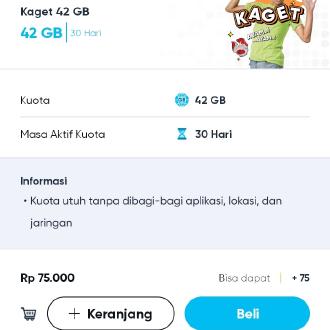 Kaget 42 GB
KAGET
42 GB 30 Hari
Kuota 42 GB
Masa Aktif Kuota 30 Hari
Informasi
• Kuota utuh tanpa dibagi-bagi aplikasi, lokasi, dan
jaringan
Rp 75.000 Bisa dapat + 75
+ Keranjang Beli